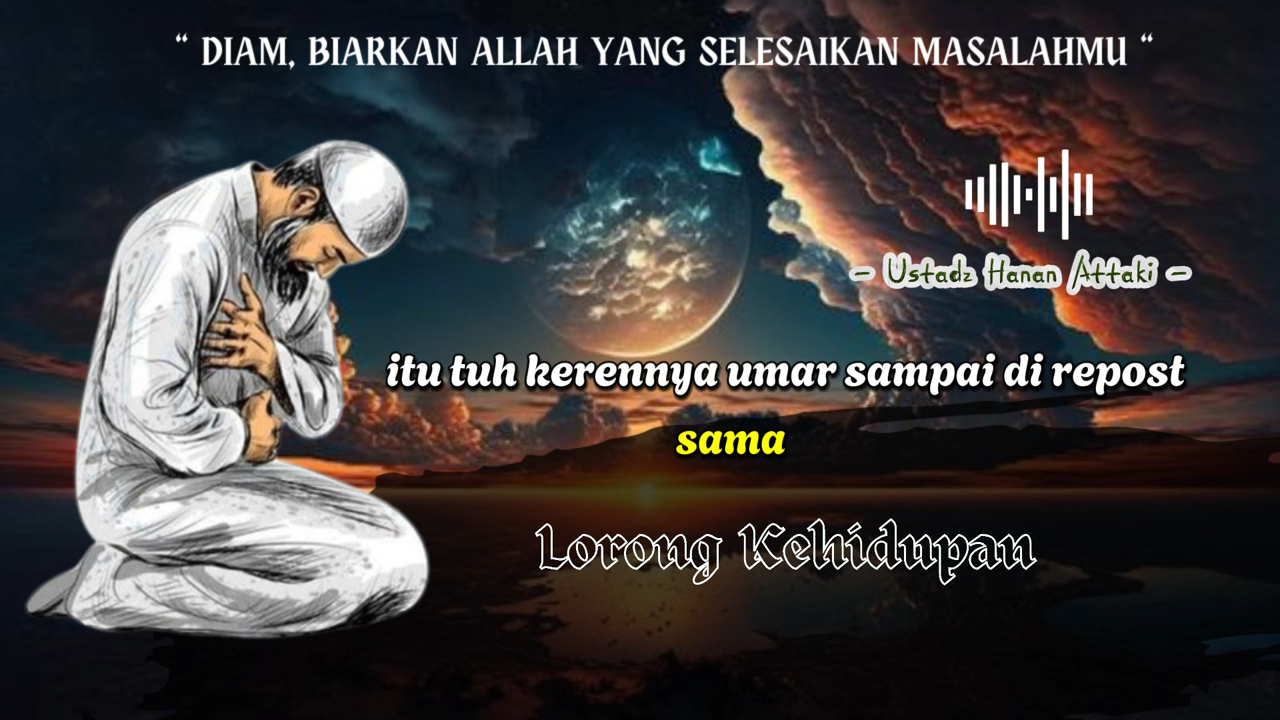 “ DIAM, BIARKAN ALLAH YANG SELESAIKAN MASALAHMU “
- Ustadz Hanan Attaki -
itu tuh kerennya umar sampai di repost
sama
Lorong Kehidupan